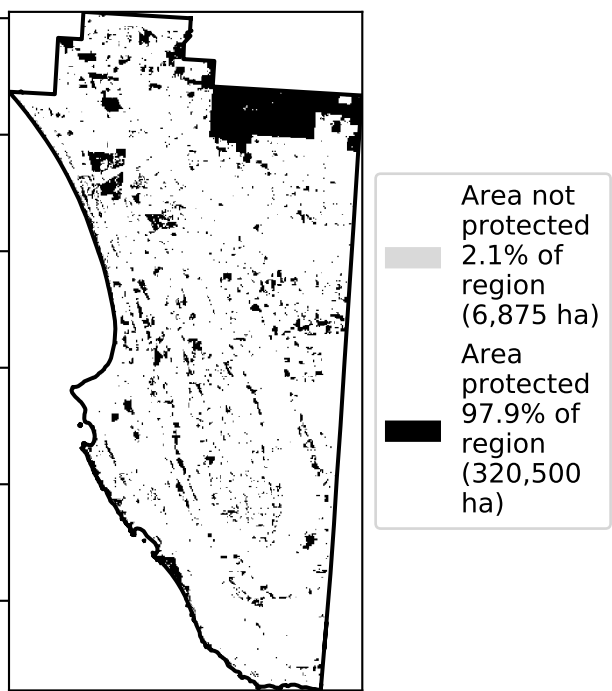 Area not
protected
2.1% of
region
(6,875 ha)
Area
protected
97.9% of
region
(320,500
ha)